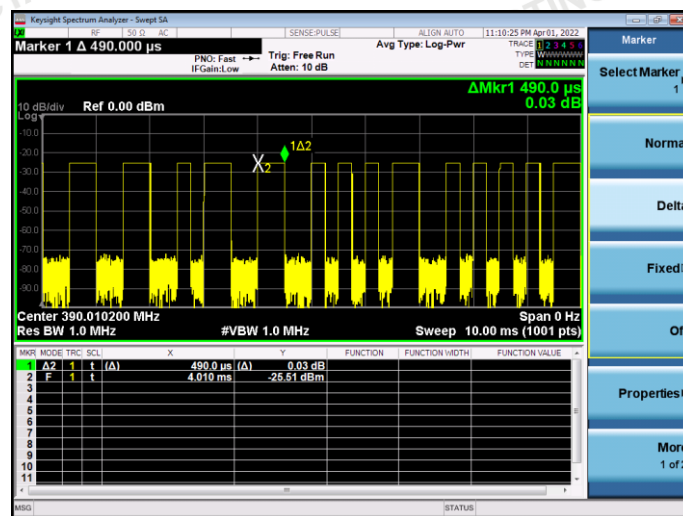 Keysight Spectrum Analyzer - Swept SA
RF 50 Ω AC SENSE:PULSE ALIGN AUTO 11:10:25 PM Apr 01, 2022
Marker 1 Δ 490.000 µs
PNO: Fast
IFGain:Low
Trig: Free Run
Atten: 10 dB
Avg Type: Log-Pwr
TRACE 1 2 3 4 5 6
TYPE WWWWWW
DET N N N N N N
ΔMkr1 490.0 µs
0.03 dB
10 dB/div Ref 0.00 dBm
Log
-10.0
-20.0
-30.0
-40.0
-50.0
-60.0
-70.0
-80.0
-90.0
1Δ2
X2
Center 390.010200 MHz Span 0 Hz
Res BW 1.0 MHz #VBW 1.0 MHz Sweep 10.00 ms (1001 pts)
MKR MODE TRC SCL X Y FUNCTION FUNCTION WIDTH FUNCTION VALUE
1 Δ2 1 t (Δ) 490.0 µs (Δ) 0.03 dB
2 F 1 t 4.010 ms -25.51 dBm
3
4
5
6
7
8
9
10
11
MSG STATUS
Marker
Select Marker
1
Norma
Delta
Fixed
Of
Properties
More
1 of 2